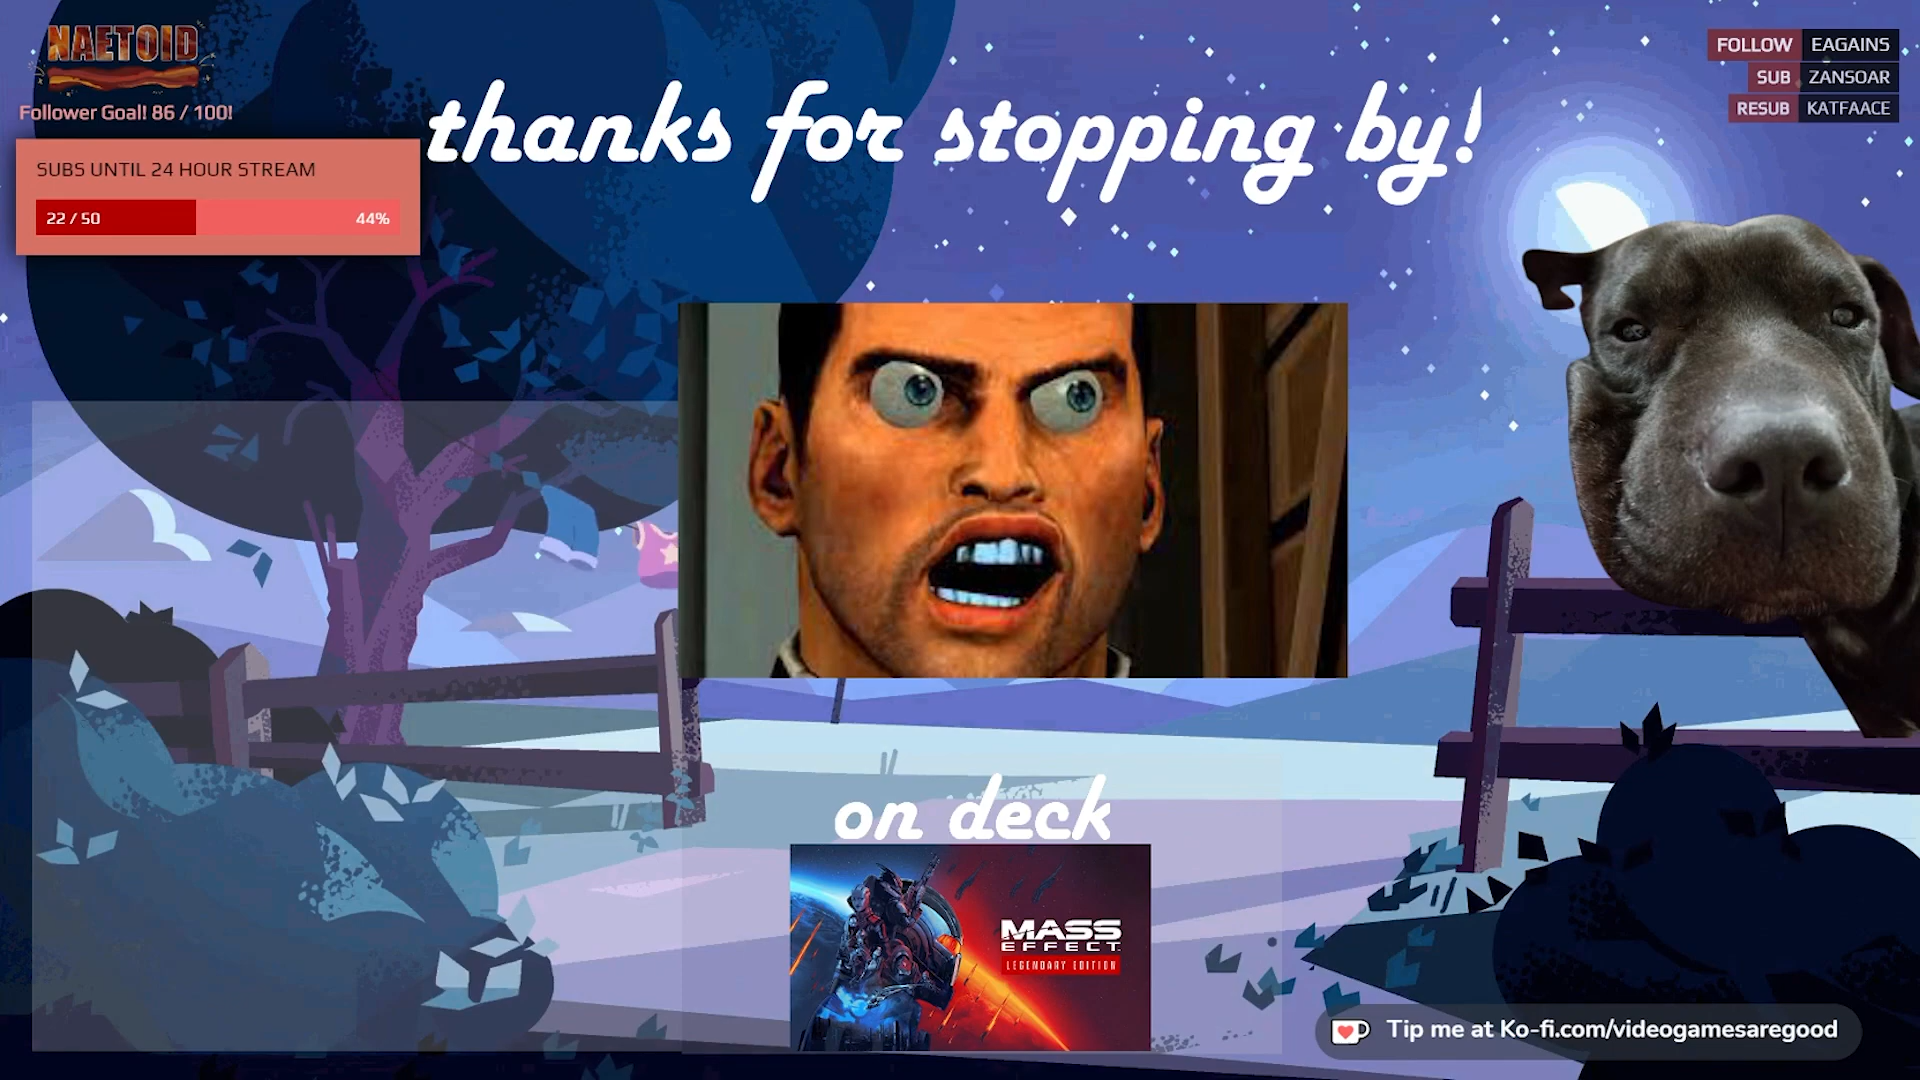 NAETOID
Follower Goal! 86 / 100!
SUBS UNTIL 24 HOUR STREAM
22 / 50 44%
thanks for stopping by!
FOLLOW EAGAINS
SUB ZANSOAR
RESUB KATFAACE
on deck
MASS
EFFECT
LEGENDARY EDITION
Tip me at Ko-fi.com/videogamesaregood